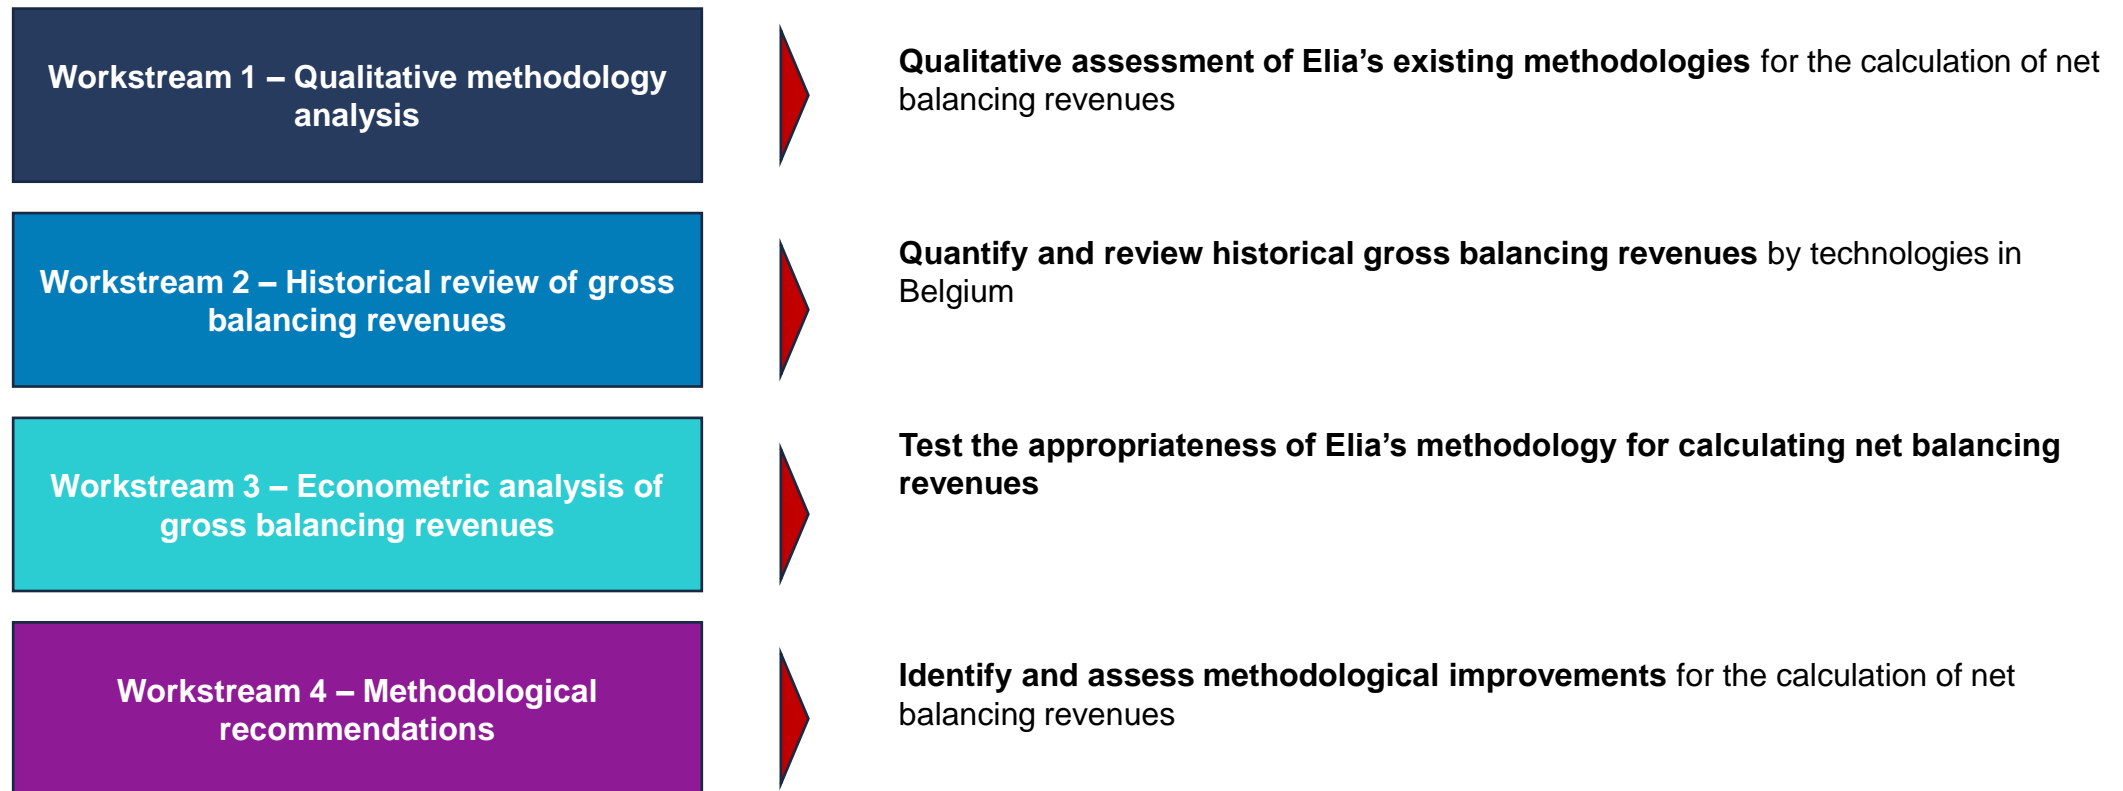 Workstream 1 – Qualitative methodology
analysis
Qualitative assessment of Elia’s existing methodologies for the calculation of net
balancing revenues
Workstream 2 – Historical review of gross
balancing revenues
Quantify and review historical gross balancing revenues by technologies in
Belgium
Workstream 3 – Econometric analysis of
gross balancing revenues
Test the appropriateness of Elia’s methodology for calculating net balancing
revenues
Workstream 4 – Methodological
recommendations
Identify and assess methodological improvements for the calculation of net
balancing revenues